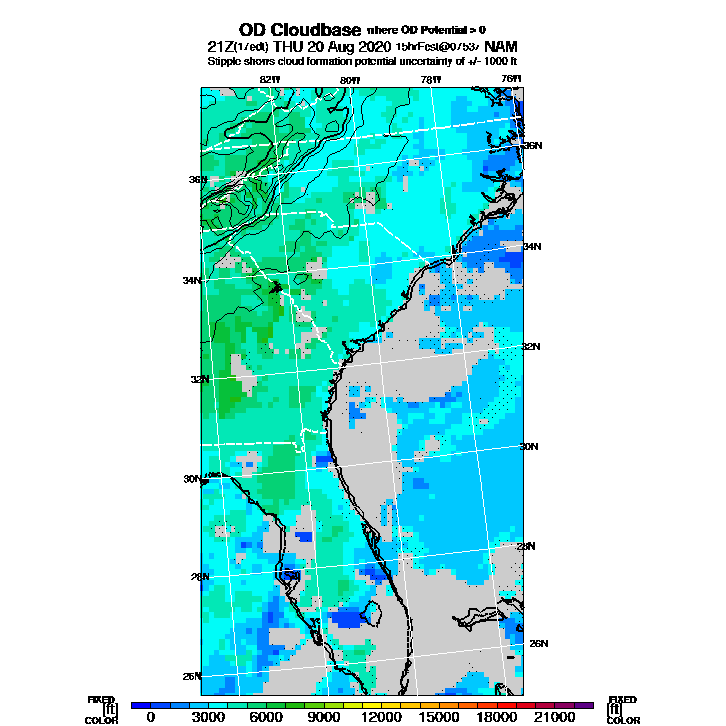 OD Cloudbase where OD Potential > 0
21Z(17edt) THU 20 Aug 2020 15hrFcst@0753z NAM
Stipple shows cloud formation potential uncertainty of +/- 1000 ft
82W 80W 78W 76W
36N 36N
34N 34N
32N 32N
30N 30N
28N 28N
26N 26N
FIXED FIXED
[ft] 0 3000 6000 9000 12000 15000 18000 21000 [ft]
COLOR COLOR